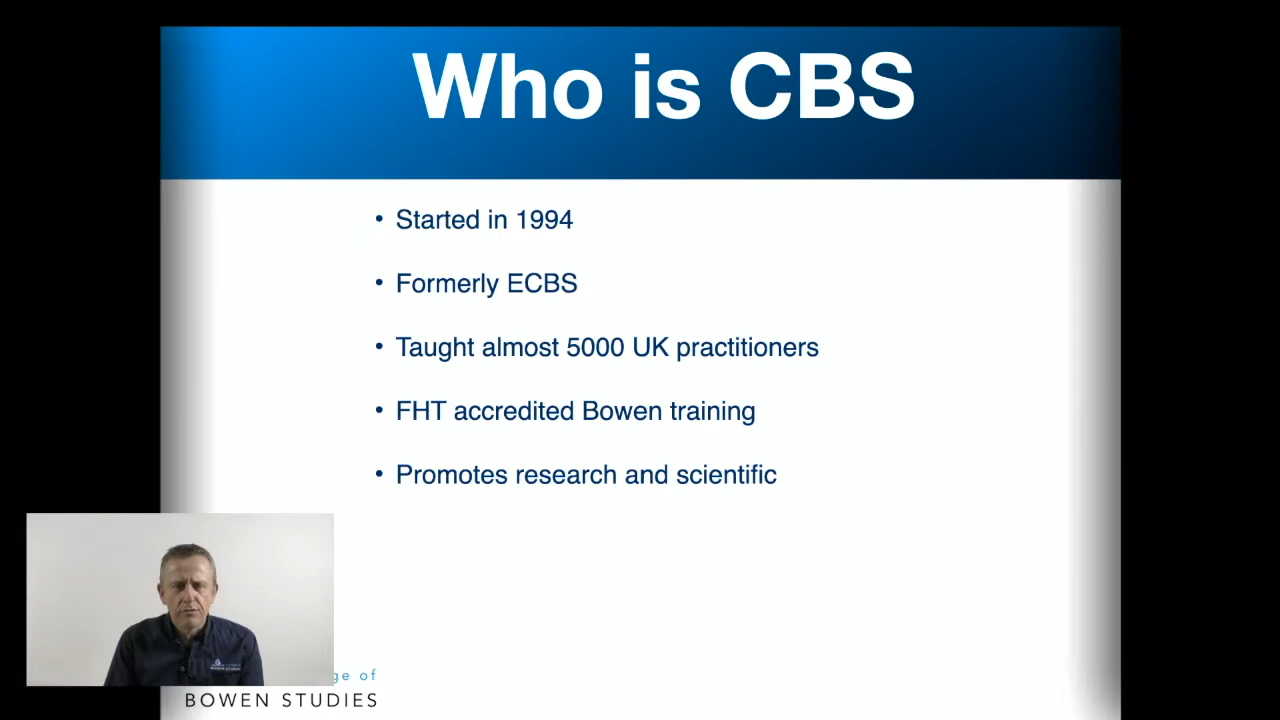 Who is CBS
• Started in 1994
• Formerly ECBS
• Taught almost 5000 UK practitioners
• FHT accredited Bowen training
• Promotes research and scientific
of
BOWEN STUDIES